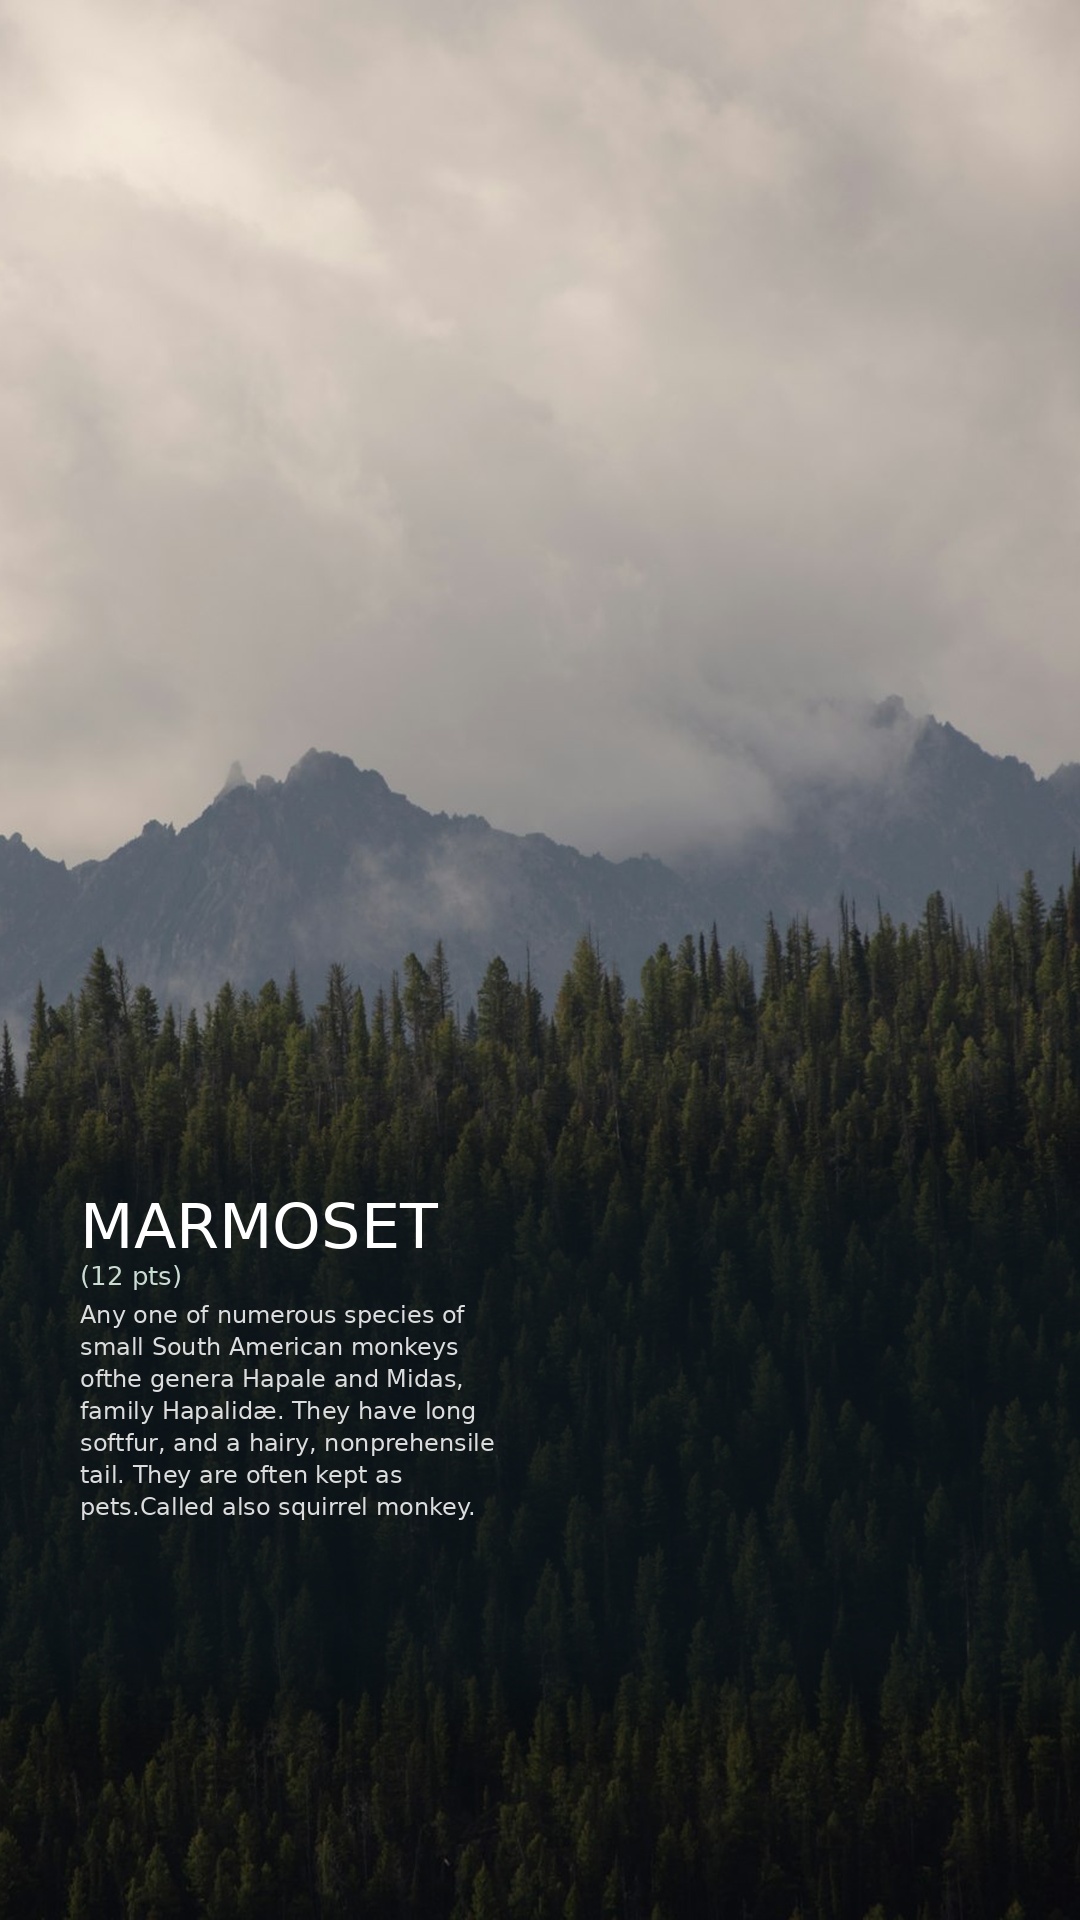 MARMOSET
(12 pts)
Any one of numerous species of
small South American monkeys
ofthe genera Hapale and Midas,
family Hapalidæ. They have long
softfur, and a hairy, nonprehensile
tail. They are often kept as
pets.Called also squirrel monkey.